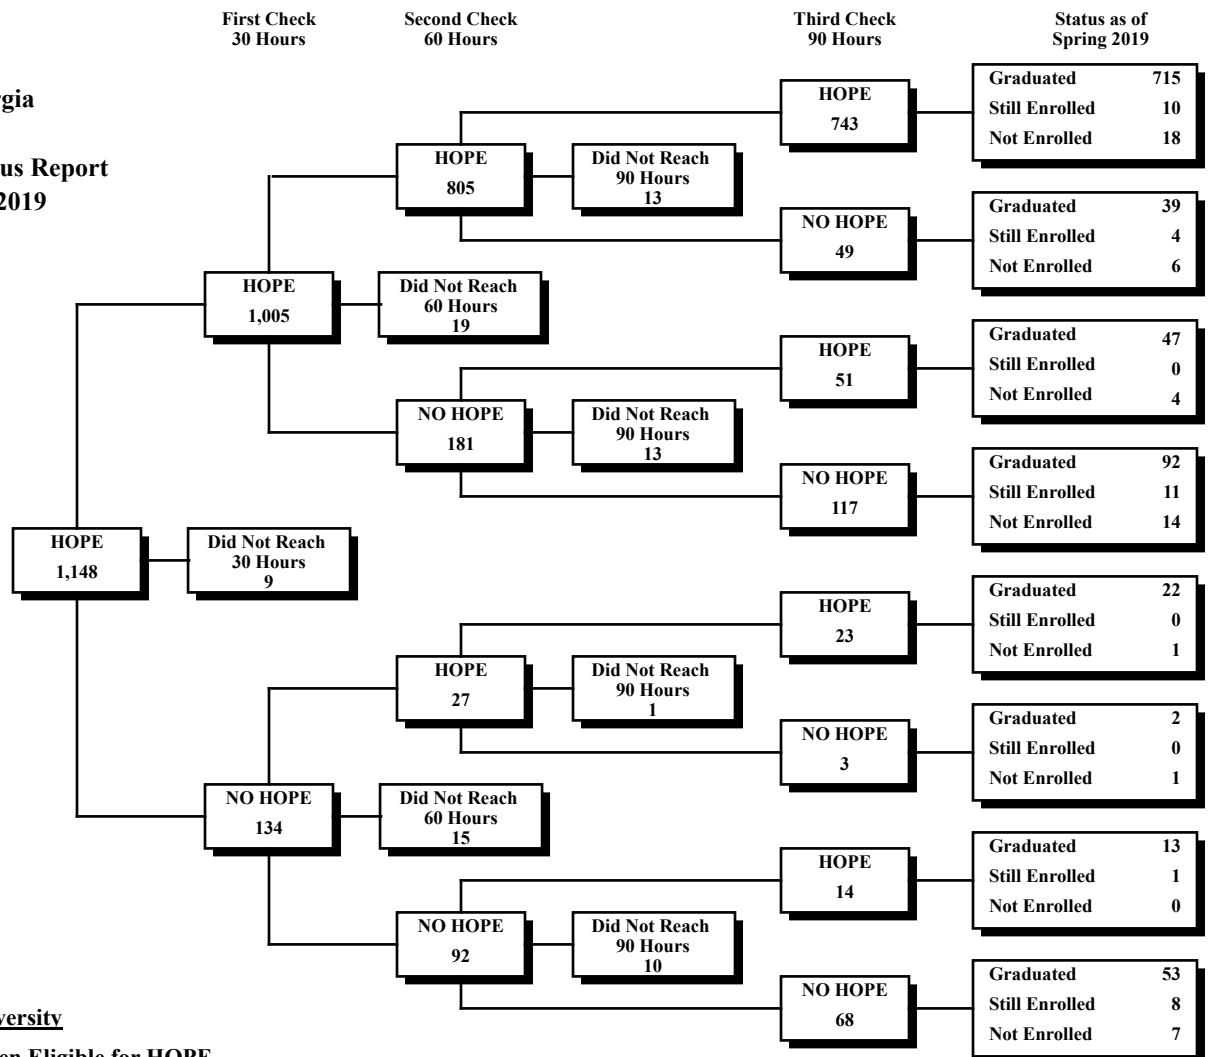 First Check
30 Hours
Second Check
60 Hours
Third Check
90 Hours
Status as of
Spring 2019
rgia
us Report
2019
HOPE
743
Graduated 715
Still Enrolled 10
Not Enrolled 18
HOPE
805
Did Not Reach
90 Hours
13
NO HOPE
49
Graduated 39
Still Enrolled 4
Not Enrolled 6
HOPE
1,005
Did Not Reach
60 Hours
19
HOPE
51
Graduated 47
Still Enrolled 0
Not Enrolled 4
NO HOPE
181
Did Not Reach
90 Hours
13
NO HOPE
117
Graduated 92
Still Enrolled 11
Not Enrolled 14
HOPE
1,148
Did Not Reach
30 Hours
9
HOPE
23
Graduated 22
Still Enrolled 0
Not Enrolled 1
HOPE
27
Did Not Reach
90 Hours
1
NO HOPE
3
Graduated 2
Still Enrolled 0
Not Enrolled 1
NO HOPE
134
Did Not Reach
60 Hours
15
HOPE
14
Graduated 13
Still Enrolled 1
Not Enrolled 0
NO HOPE
92
Did Not Reach
90 Hours
10
NO HOPE
68
Graduated 53
Still Enrolled 8
Not Enrolled 7
versity
en Eligible for HOPE